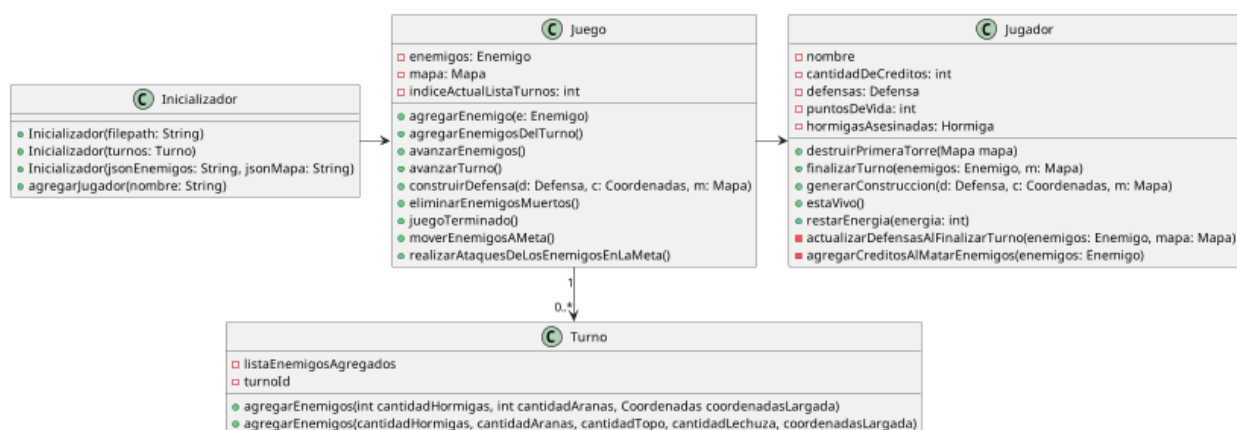 C Inicializador
Inicializador(filepath: String)
Inicializador(turnos: Turno)
Inicializador(jsonEnemigos: String, jsonMapa: String)
agregarJugador(nombre: String)
C Juego
enemigos: Enemigo
mapa: Mapa
indiceActualListaTurnos: int
agregarEnemigo(e: Enemigo)
agregarEnemigosDelTurno()
avanzarEnemigos()
avanzarTurno()
construirDefensa(d: Defensa, c: Coordenadas, m: Mapa)
eliminarEnemigosMuertos()
juegoTerminado()
moverEnemigosAMeta()
realizarAtaquesDeLosEnemigosEnLaMeta()
C Jugador
nombre
cantidadDeCreditos: int
defensas: Defensa
puntosDeVida: int
hormigasAsesinadas: Hormiga
destruirPrimeraTorre(Mapa mapa)
finalizarTurno(enemigos: Enemigo, m: Mapa)
generarConstruccion(d: Defensa, c: Coordenadas, m: Mapa)
estaVivo()
restarEnergia(energia: int)
actualizarDefensasAlFinalizarTurno(enemigos: Enemigo, mapa: Mapa)
agregarCreditosAlMatarEnemigos(enemigos: Enemigo)
1
0..*
C Turno
listaEnemigosAgregados
turnoId
agregarEnemigos(int cantidadHormigas, int cantidadAranas, Coordenadas coordenadasLargada)
agregarEnemigos(cantidadHormigas, cantidadAranas, cantidadTopo, cantidadLechuza, coordenadasLargada)